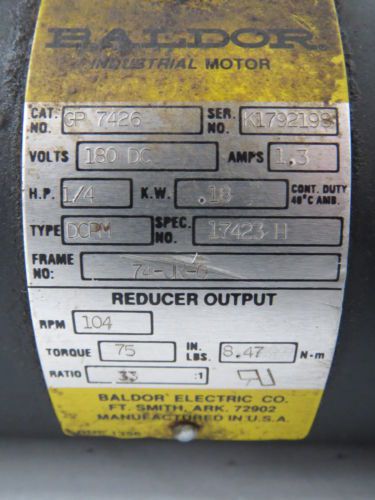 BALDOR.
INDUSTRIAL MOTOR
CAT. NO. GP 7426 SER. NO. K1792198
VOLTS 180 DC AMPS 1,3
H.P. 1/4 K.W. .18 CONT. DUTY 40°C AMB.
TYPE DCPM SPEC. NO. 17423-H
FRAME NO:
REDUCER OUTPUT
RPM 104
TORQUE 75 IN. LBS. 8.47 N-m
RATIO 33 :1
BALDOR ELECTRIC CO.
FT. SMITH, ARK. 72902
MANUFACTURED IN U.S.A.